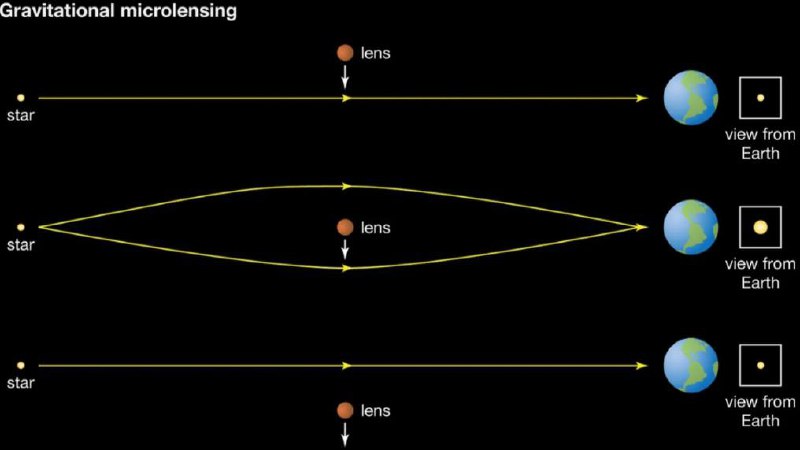 Gravitational microlensing
lens
star
view from
Earth
lens
star
view from
Earth
star
lens
view from
Earth